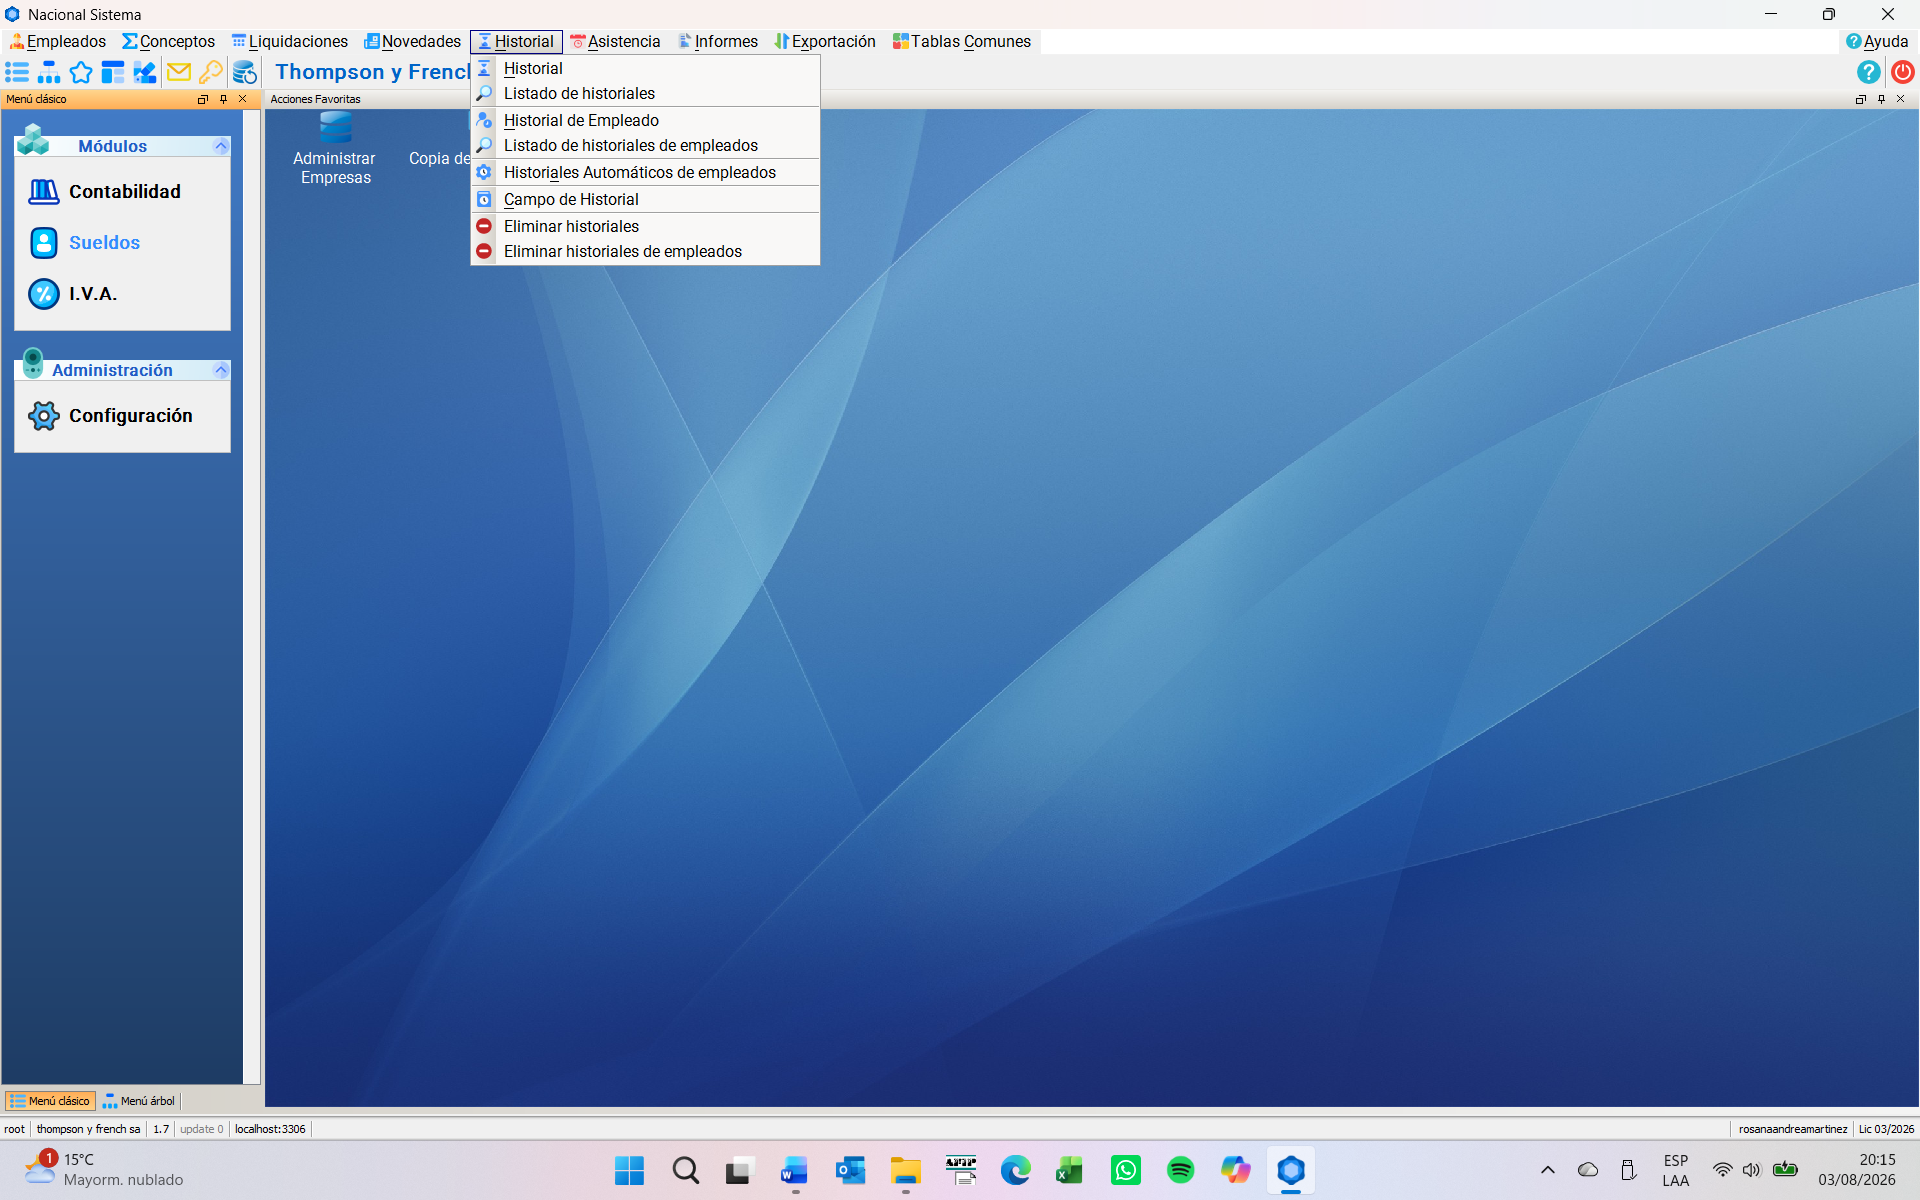 Nacional Sistema
Empleados Conceptos Liquidaciones Novedades Historial Asistencia Informes Exportación Tablas Comunes Ayuda
Thompson y French
Menú clásico
Acciones Favoritas
Historial
Listado de historiales
Historial de Empleado
Listado de historiales de empleados
Historiales Automáticos de empleados
Campo de Historial
Eliminar historiales
Eliminar historiales de empleados
Administrar
Empresas
Copia de
Módulos
Contabilidad
Sueldos
I.V.A.
Administración
Configuración
Menú clásico Menú árbol
root thompson y french sa 1.7 update 0 localhost:3306 rosanaandreamartinez Lic 03/2026
1
15°C
Mayorm. nublado
ESP
LAA
20:15
03/08/2026